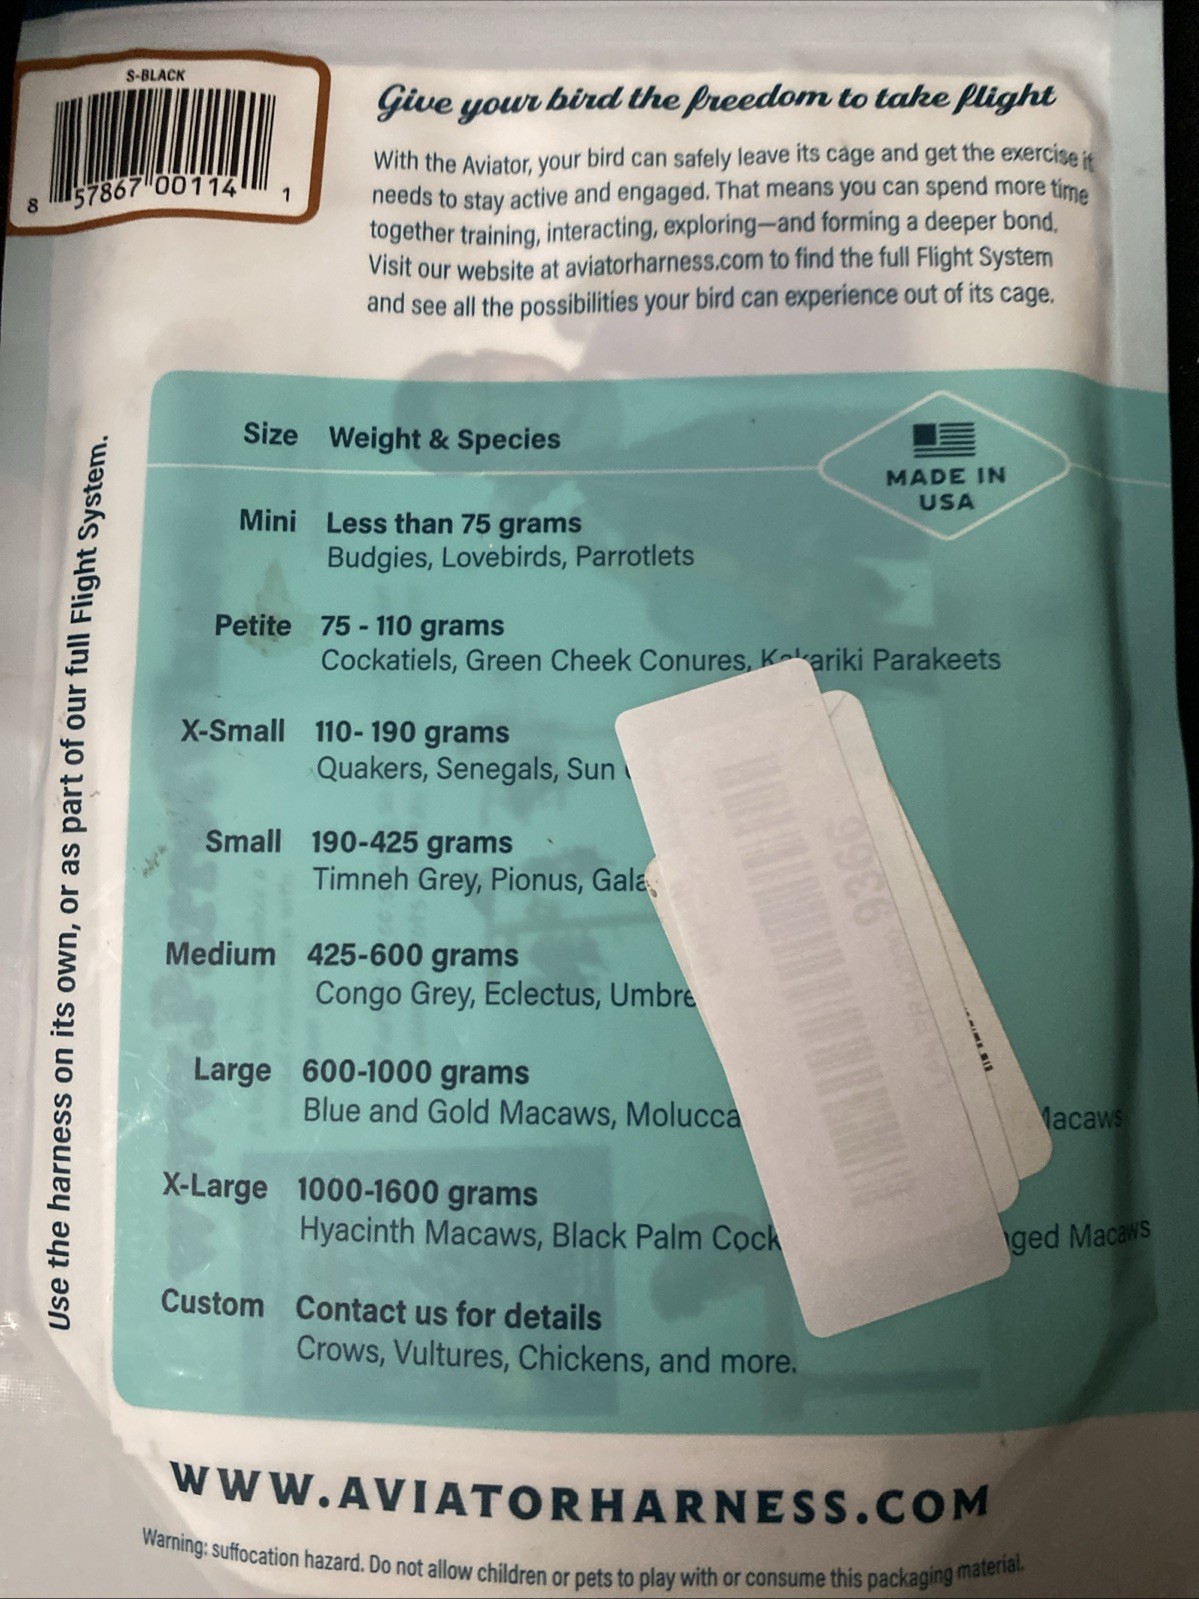 S-BLACK
8 57867 00114 1
Give your bird the freedom to take flight
With the Aviator, your bird can safely leave its cage and get the exercise it
needs to stay active and engaged. That means you can spend more time
together training, interacting, exploring—and forming a deeper bond.
Visit our website at aviatorharness.com to find the full Flight System
and see all the possibilities your bird can experience out of its cage.
Use the harness on its own, or as part of our full Flight System.
Size Weight & Species
MADE IN
USA
Mini Less than 75 grams
Budgies, Lovebirds, Parrotlets
Petite 75 - 110 grams
Cockatiels, Green Cheek Conures, Kakariki Parakeets
X-Small 110- 190 grams
Quakers, Senegals, Sun
Small 190-425 grams
Timneh Grey, Pionus,
Medium 425-600 grams
Congo Grey, Eclectus,
Large 600-1000 grams
Blue and Gold Macaws, Macaws
X-Large 1000-1600 grams
Hyacinth Macaws, Black Palm Macaws
Custom Contact us for details
Crows, Vultures, Chickens, and more.
9366
WWW.AVIATORHARNESS.COM
Warning: suffocation hazard. Do not allow children or pets to play with or consume this packaging material.